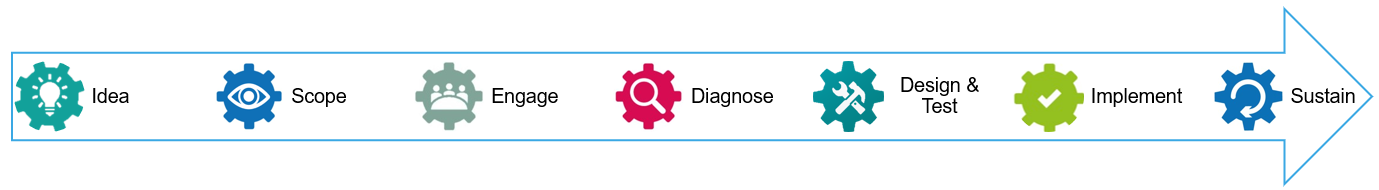 Idea
Scope
Engage
Diagnose
Design &
Test
Implement
Sustain